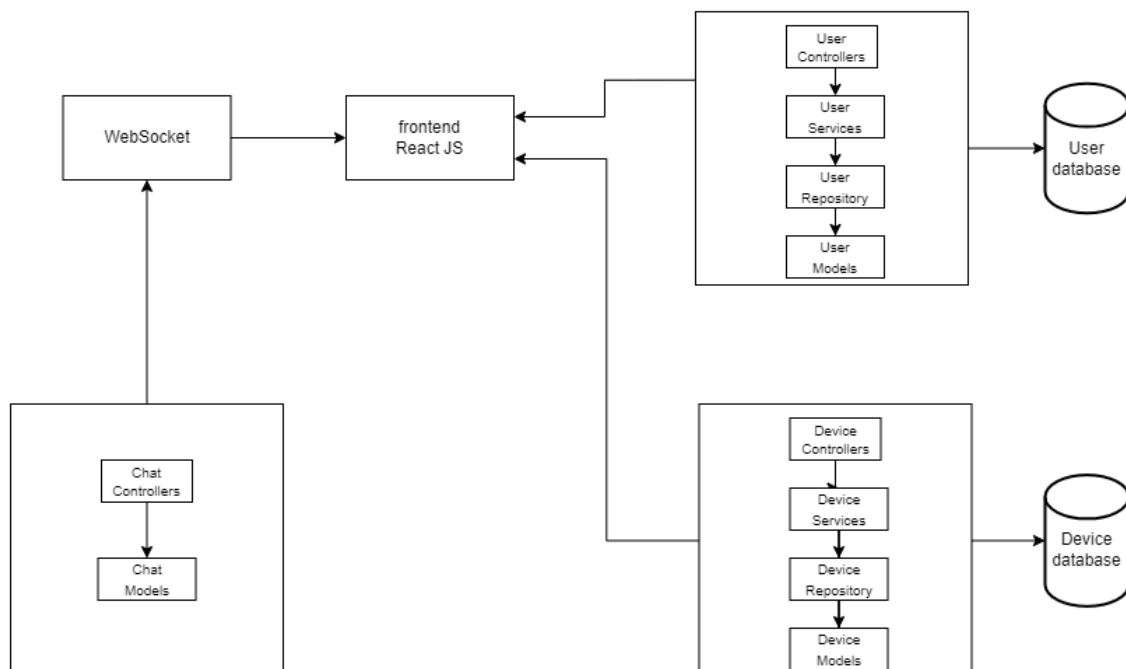 WebSocket
frontend
React JS
User
Controllers
User
Services
User
Repository
User
Models
User
database
Chat
Controllers
Chat
Models
Device
Controllers
Device
Services
Device
Repository
Device
Models
Device
database